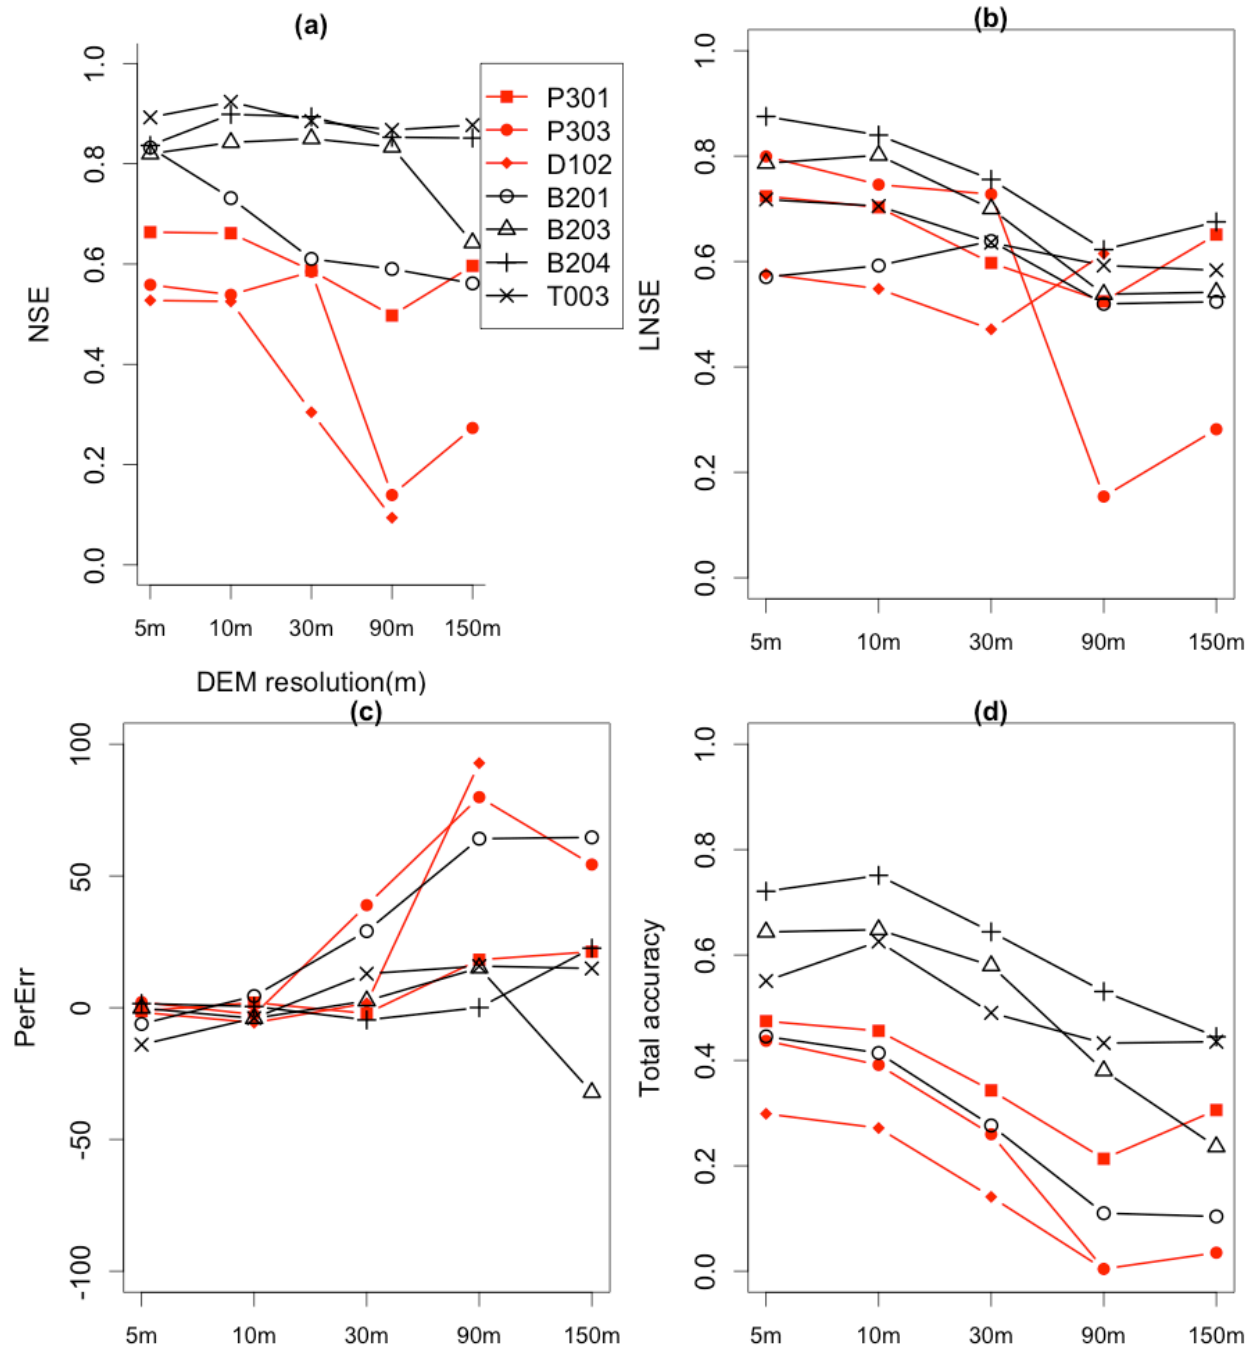 (a)
NSE
1.0
0.8
0.6
0.4
0.2
0.0
5m 10m 30m 90m 150m
DEM resolution(m)
P301
P303
D102
B201
B203
B204
T003
(b)
LNSE
1.0
0.8
0.6
0.4
0.2
0.0
5m 10m 30m 90m 150m
(c)
PerErr
100
50
0
-50
-100
5m 10m 30m 90m 150m
(d)
Total accuracy
1.0
0.8
0.6
0.4
0.2
0.0
5m 10m 30m 90m 150m